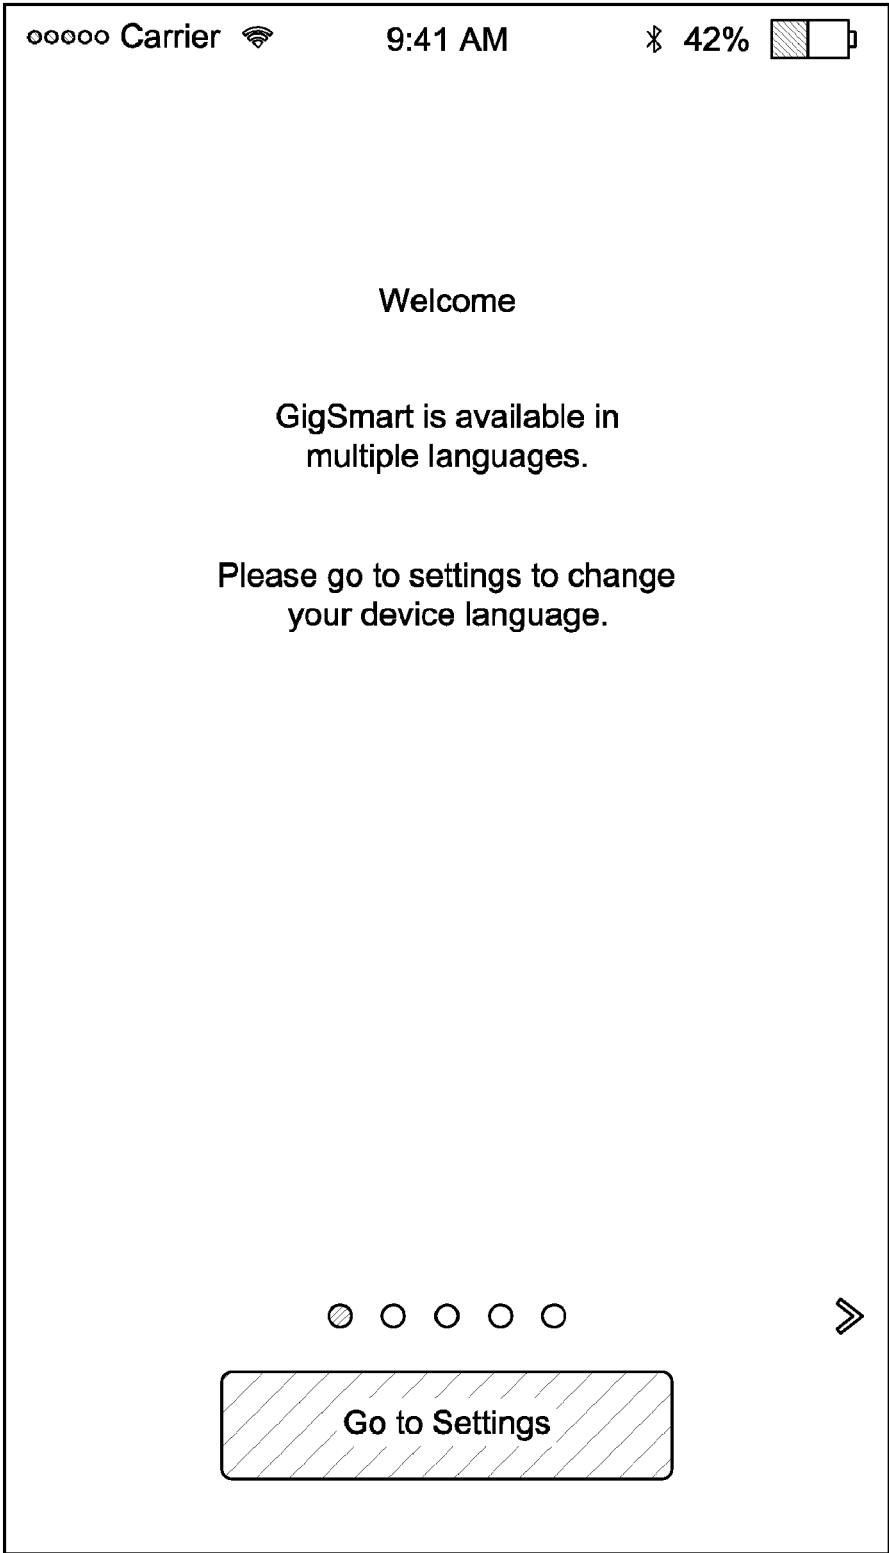 Carrier 9:41 AM 42%
Welcome
GigSmart is available in
multiple languages.
Please go to settings to change
your device language.
Go to Settings